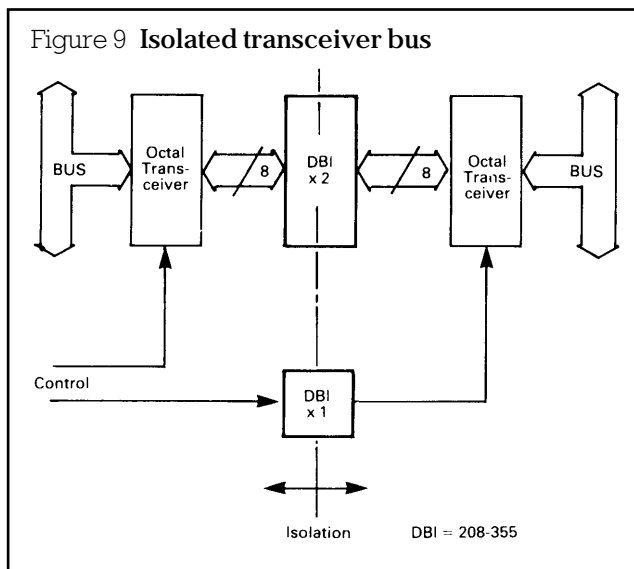 Figure 9 Isolated transceiver bus
BUS
Octal
Trans-
ceiver
8
DBI
x 2
8
Octal
Trans-
ceiver
BUS
Control
DBI
x 1
Isolation
DBI = 208-355